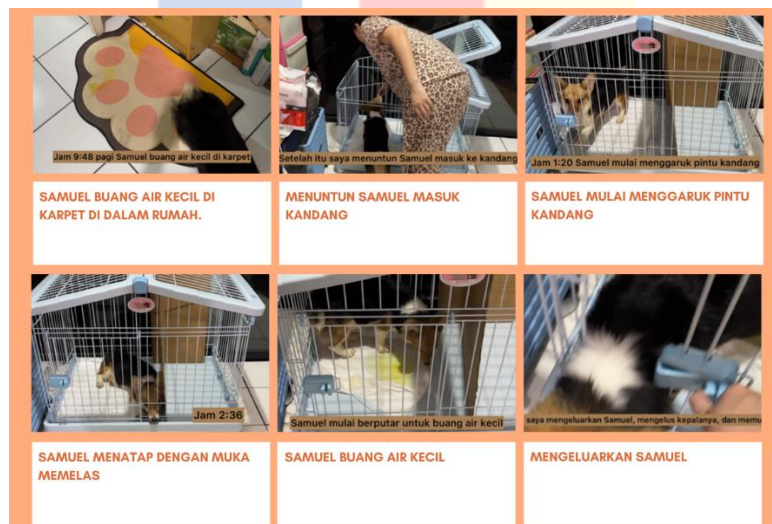 Jam 9:48 pagi Samuel buang air kecil di karpet
Setelah itu saya menuntun Samuel masuk ke kandang
Jam 1:20 Samuel mulai menggaruk pintu kandang
SAMUEL BUANG AIR KECIL DI
KARPET DI DALAM RUMAH.
MENUNTUN SAMUEL MASUK
KANDANG
SAMUEL MULAI MENGGARUK PINTU
KANDANG
Jam 2:36
Samuel mulai berputar untuk buang air kecil
saya mengeluarkan Samuel, mengelus kepalanya, dan memu
SAMUEL MENATAP DENGAN MUKA
MEMELAS
SAMUEL BUANG AIR KECIL
MENGELUARKAN SAMUEL